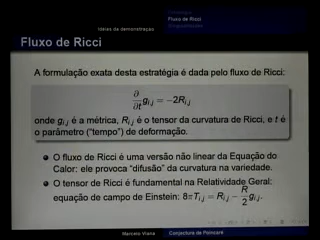 Ideias da demonstração
Fluxo de Ricci
Fluxo de Ricci
A formulação exata desta estratégia é dada pelo fluxo de Ricci:
∂/∂t g_{i,j} = −2R_{i,j}
onde g_{i,j} é a métrica, R_{i,j} é o tensor da curvatura de Ricci, e t é
o parâmetro ("tempo") de deformação.
O fluxo de Ricci é uma versão não linear da Equação do
Calor: ele provoca "difusão" da curvatura na variedade.
O tensor de Ricci é fundamental na Relatividade Geral:
equação de campo de Einstein: 8πT_{i,j} = R_{i,j} − R/2 g_{i,j}.
Marcelo Viana Conjectura de Poincaré